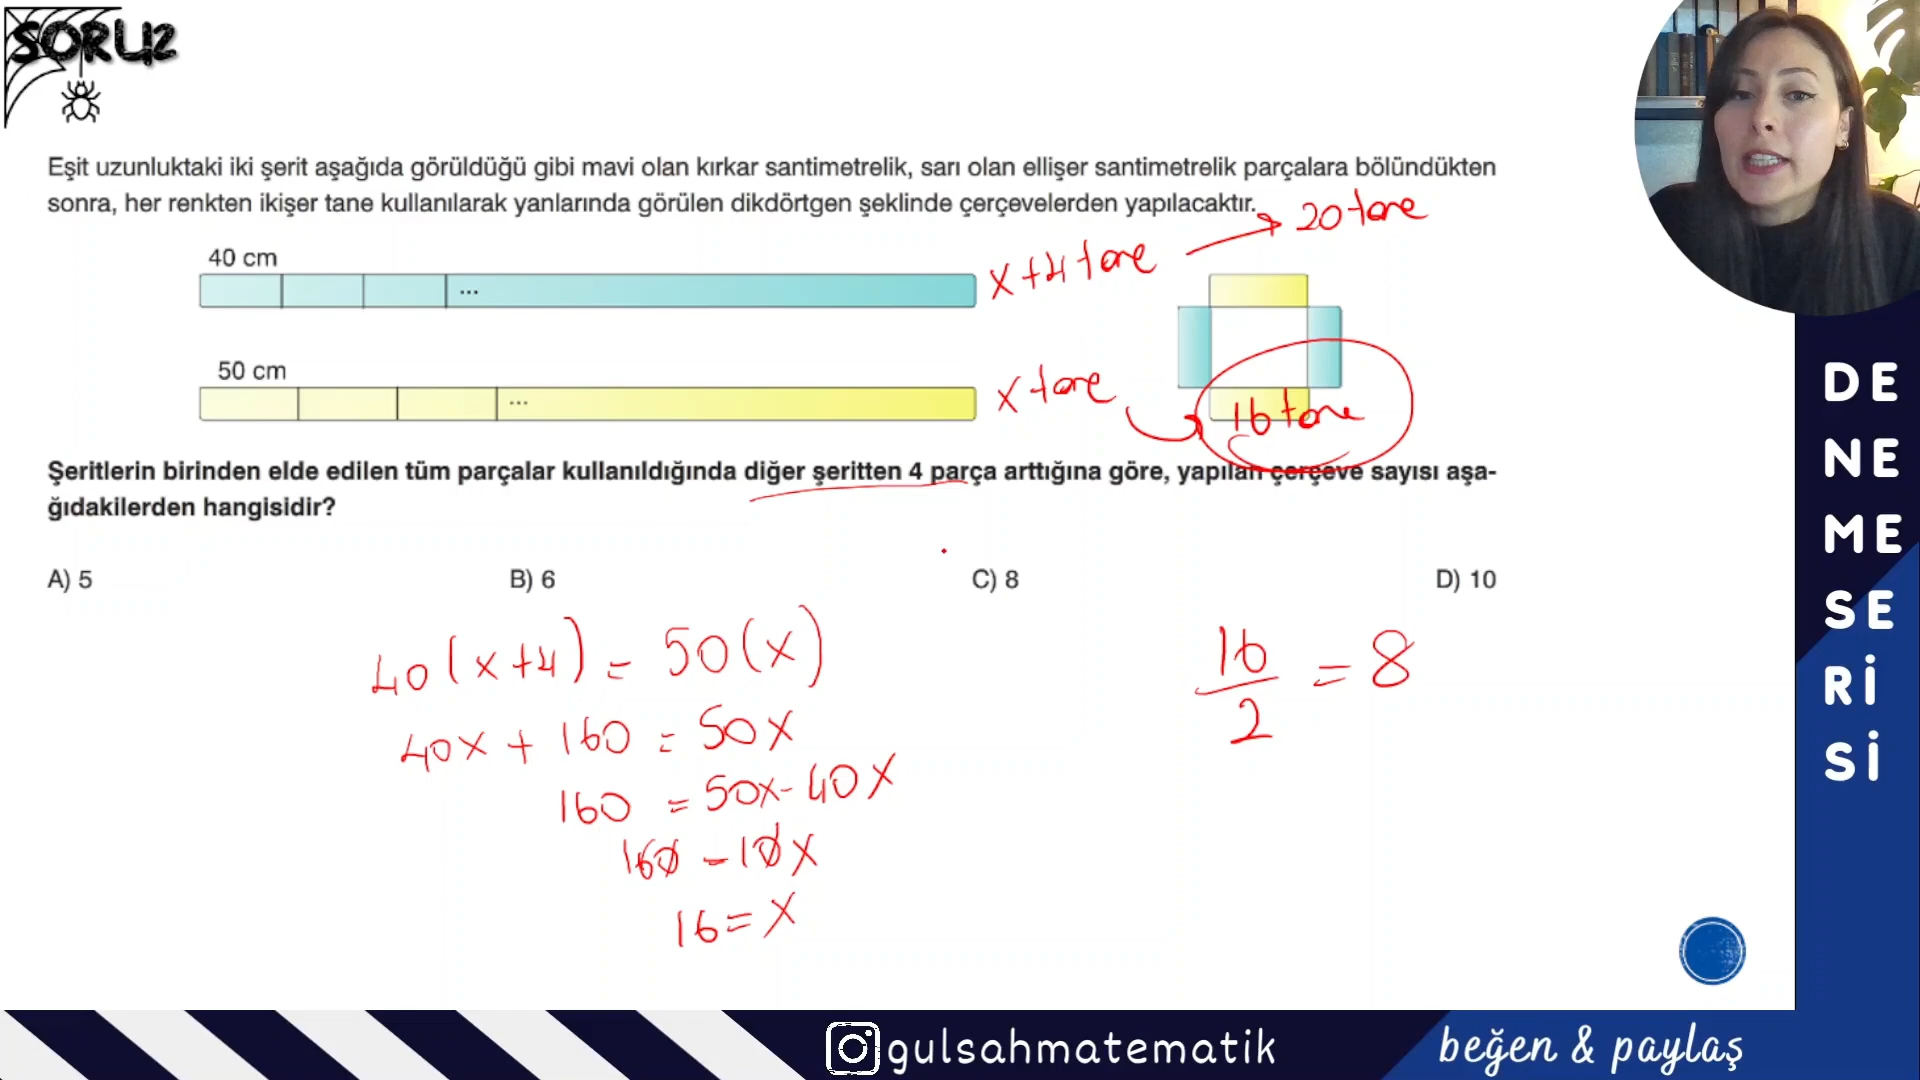 SORU2
Eşit uzunluktaki iki şerit aşağıda görüldüğü gibi mavi olan kırkar santimetrelik, sarı olan ellişer santimetrelik parçalara bölündükten
sonra, her renkten ikişer tane kullanılarak yanlarında görülen dikdörtgen şeklinde çerçevelerden yapılacaktır.
20 tane
40 cm
...
x+4 tane
50 cm
...
x tane
16 tane
Şeritlerin birinden elde edilen tüm parçalar kullanıldığında diğer şeritten 4 parça arttığına göre, yapılan çerçeve sayısı aşa-
ğıdakilerden hangisidir?
A) 5 B) 6 C) 8 D) 10
40(x+4) = 50(x)
40x + 160 = 50x
160 = 50x-40x
160 = 10x
16 = x
16/2 = 8
DE
NE
ME
SE
Rİ
Sİ
gulsahmatematik
beğen & paylaş